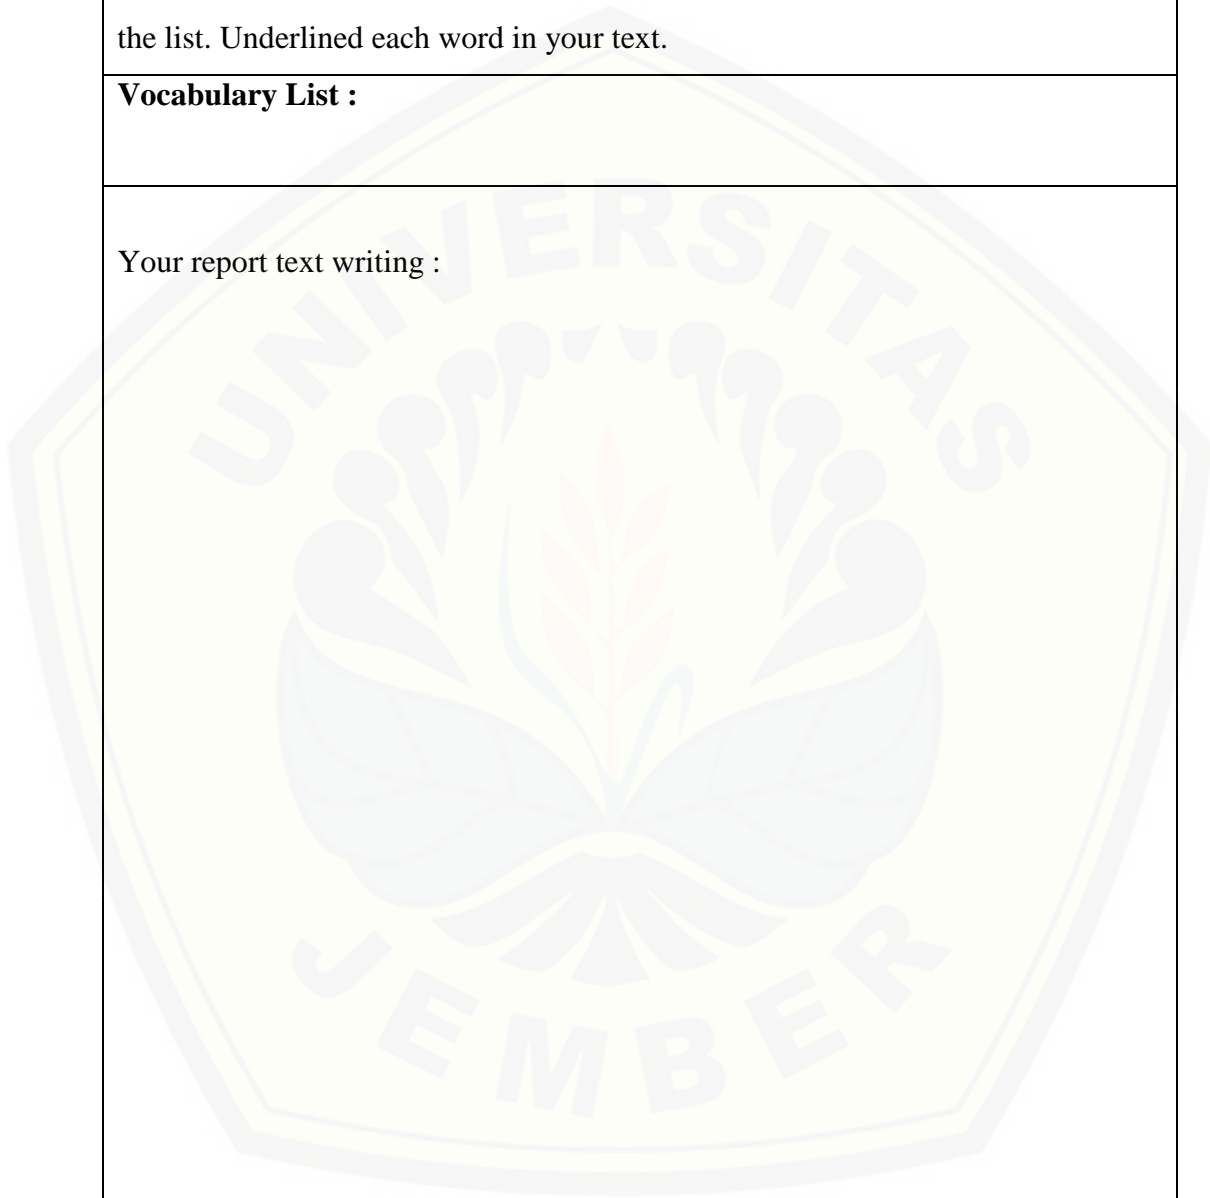 the list. Underlined each word in your text.
Vocabulary List :
Your report text writing :
UNIVERSITAS
JEMBER